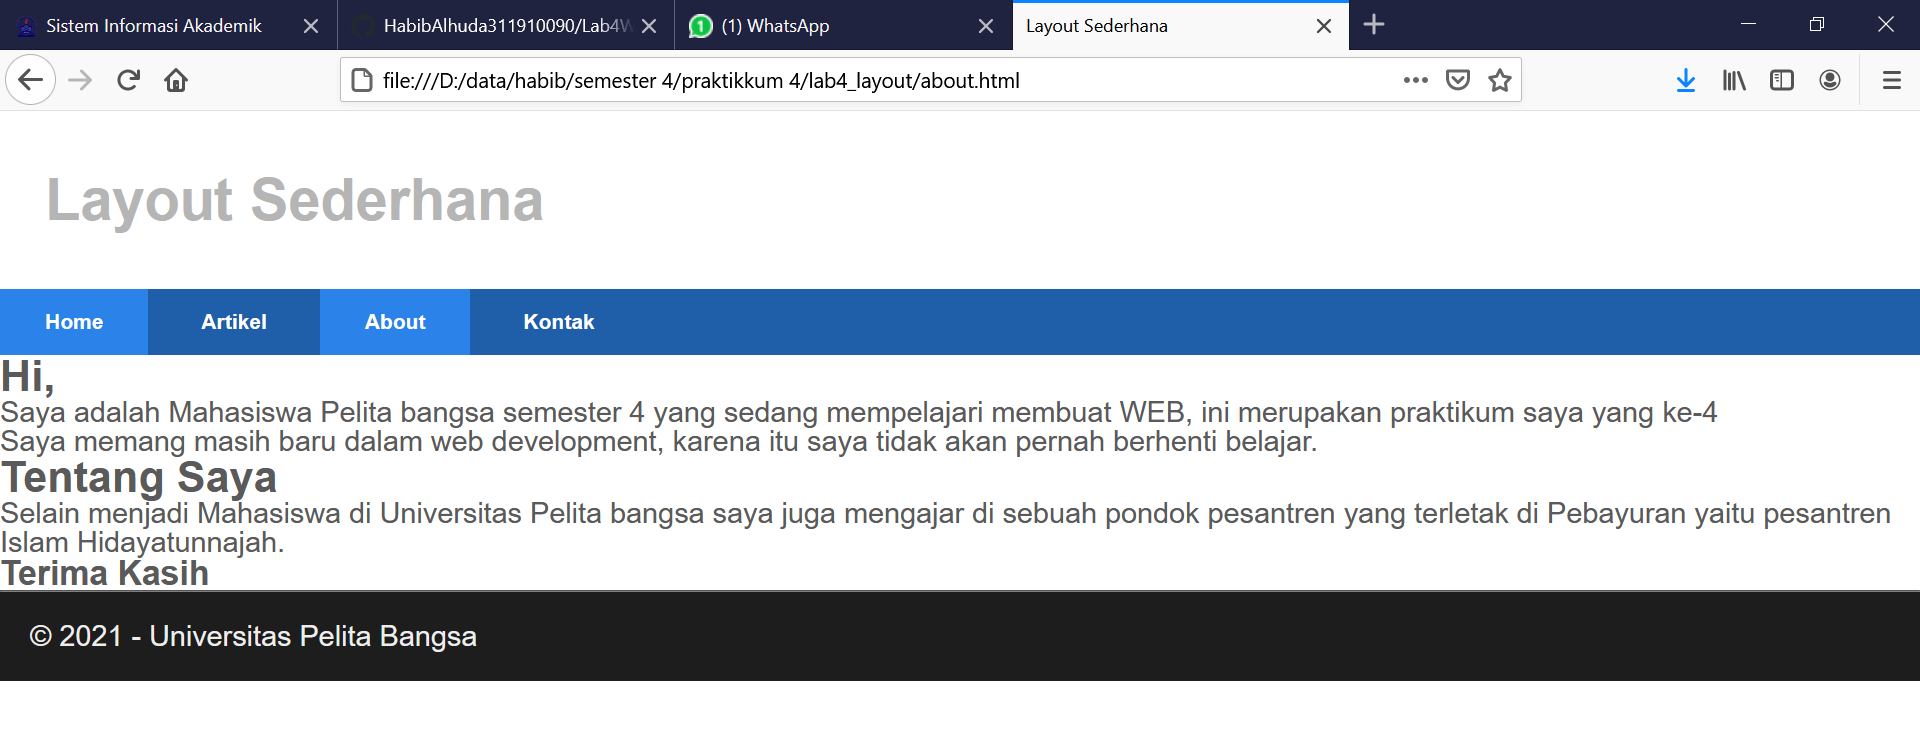 Sistem Informasi Akademik
HabibAlhuda311910090/Lab4W
(1) WhatsApp
Layout Sederhana
file:///D:/data/habib/semester 4/praktikkum 4/lab4_layout/about.html
Layout Sederhana
Home Artikel About Kontak
Hi,
Saya adalah Mahasiswa Pelita bangsa semester 4 yang sedang mempelajari membuat WEB, ini merupakan praktikum saya yang ke-4
Saya memang masih baru dalam web development, karena itu saya tidak akan pernah berhenti belajar.
Tentang Saya
Selain menjadi Mahasiswa di Universitas Pelita bangsa saya juga mengajar di sebuah pondok pesantren yang terletak di Pebayuran yaitu pesantren
Islam Hidayatunnajah.
Terima Kasih
© 2021 - Universitas Pelita Bangsa